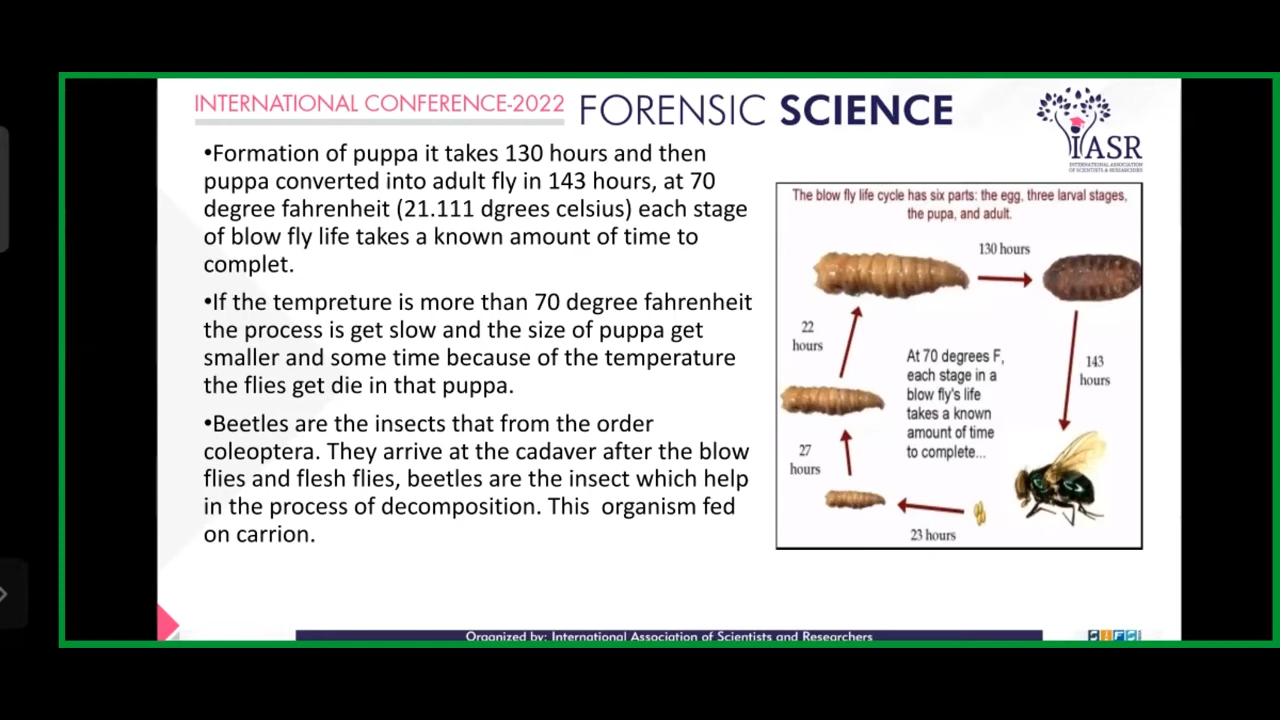 INTERNATIONAL CONFERENCE-2022 FORENSIC SCIENCE
IASR
INTERNATIONAL ASSOCIATION
OF SCIENTISTS & RESEARCHERS
•Formation of puppa it takes 130 hours and then
puppa converted into adult fly in 143 hours, at 70
degree fahrenheit (21.111 dgrees celsius) each stage
of blow fly life takes a known amount of time to
complet.
•If the tempreture is more than 70 degree fahrenheit
the process is get slow and the size of puppa get
smaller and some time because of the temperature
the flies get die in that puppa.
•Beetles are the insects that from the order
coleoptera. They arrive at the cadaver after the blow
flies and flesh flies, beetles are the insect which help
in the process of decomposition. This  organism fed
on carrion.
The blow fly life cycle has six parts: the egg, three larval stages,
the pupa, and adult.
130 hours
22
hours
143
hours
At 70 degrees F,
each stage in a
blow fly's life
takes a known
amount of time
to complete...
27
hours
23 hours
Organized by: International Association of Scientists and Researchers
SIFS